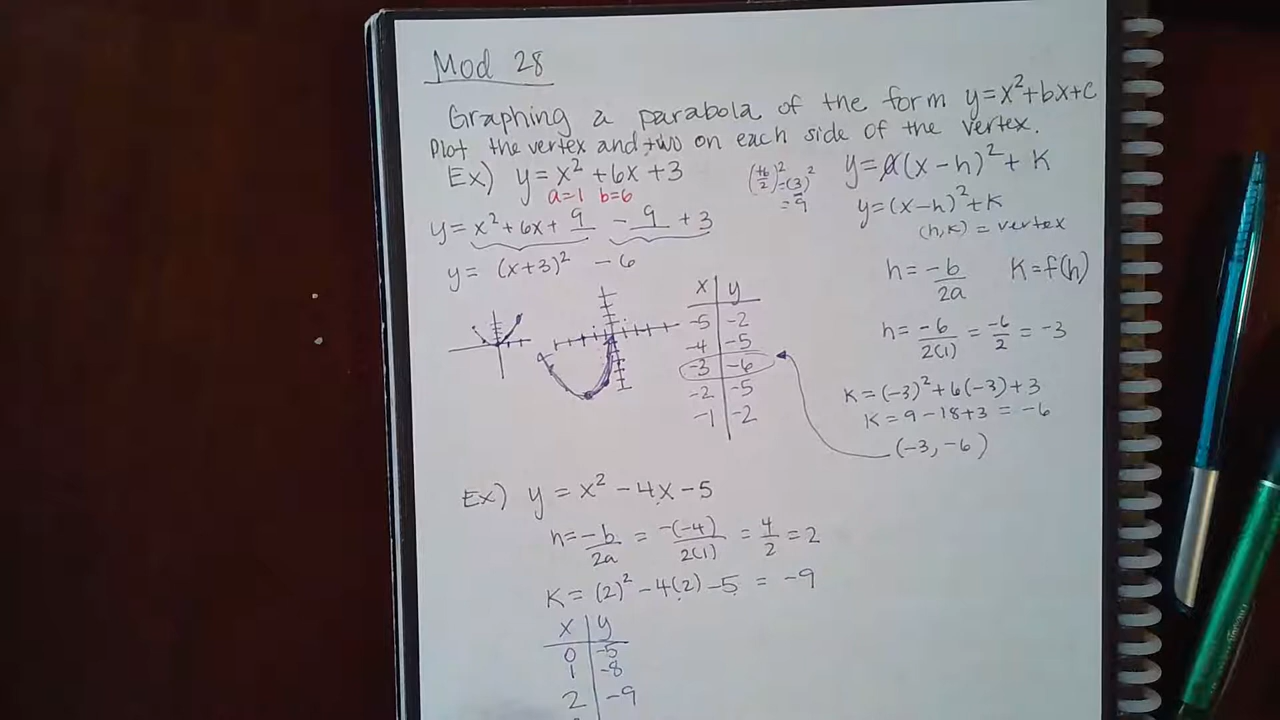 Mod 28
Graphing a parabola of the form y=x²+bx+c
Plot the vertex and two on each side of the vertex.
Ex) y = x² + 6x + 3
a=1 b=6
y = x² + 6x + 9 - 9 + 3
y = (x+3)² - 6
(+6/2)² = (3)²
= 9
y = a(x-h)² + K
y = (x-h)² + K
(h,K) = vertex
h = -b/2a K = f(h)
h = -6/2(1) = -6/2 = -3
K = (-3)² + 6(-3) + 3
K = 9 - 18 + 3 = -6
(-3, -6)
x | y
-5 | -2
-4 | -5
-3 | -6
-2 | -5
-1 | -2
Ex) y = x² - 4x - 5
h = -b/2a = -(-4)/2(1) = 4/2 = 2
K = (2)² - 4(2) - 5 = -9
x | y
0 | -5
1 | -8
2 | -9